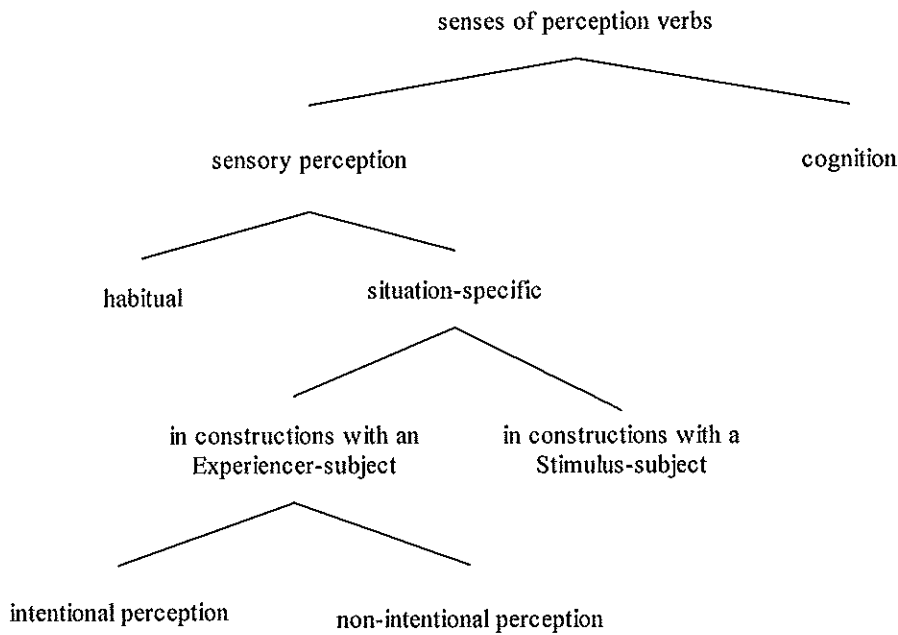 senses of perception verbs
sensory perception
cognition
habitual
situation-specific
in constructions with an
Experiencer-subject
in constructions with a
Stimulus-subject
intentional perception
non-intentional perception